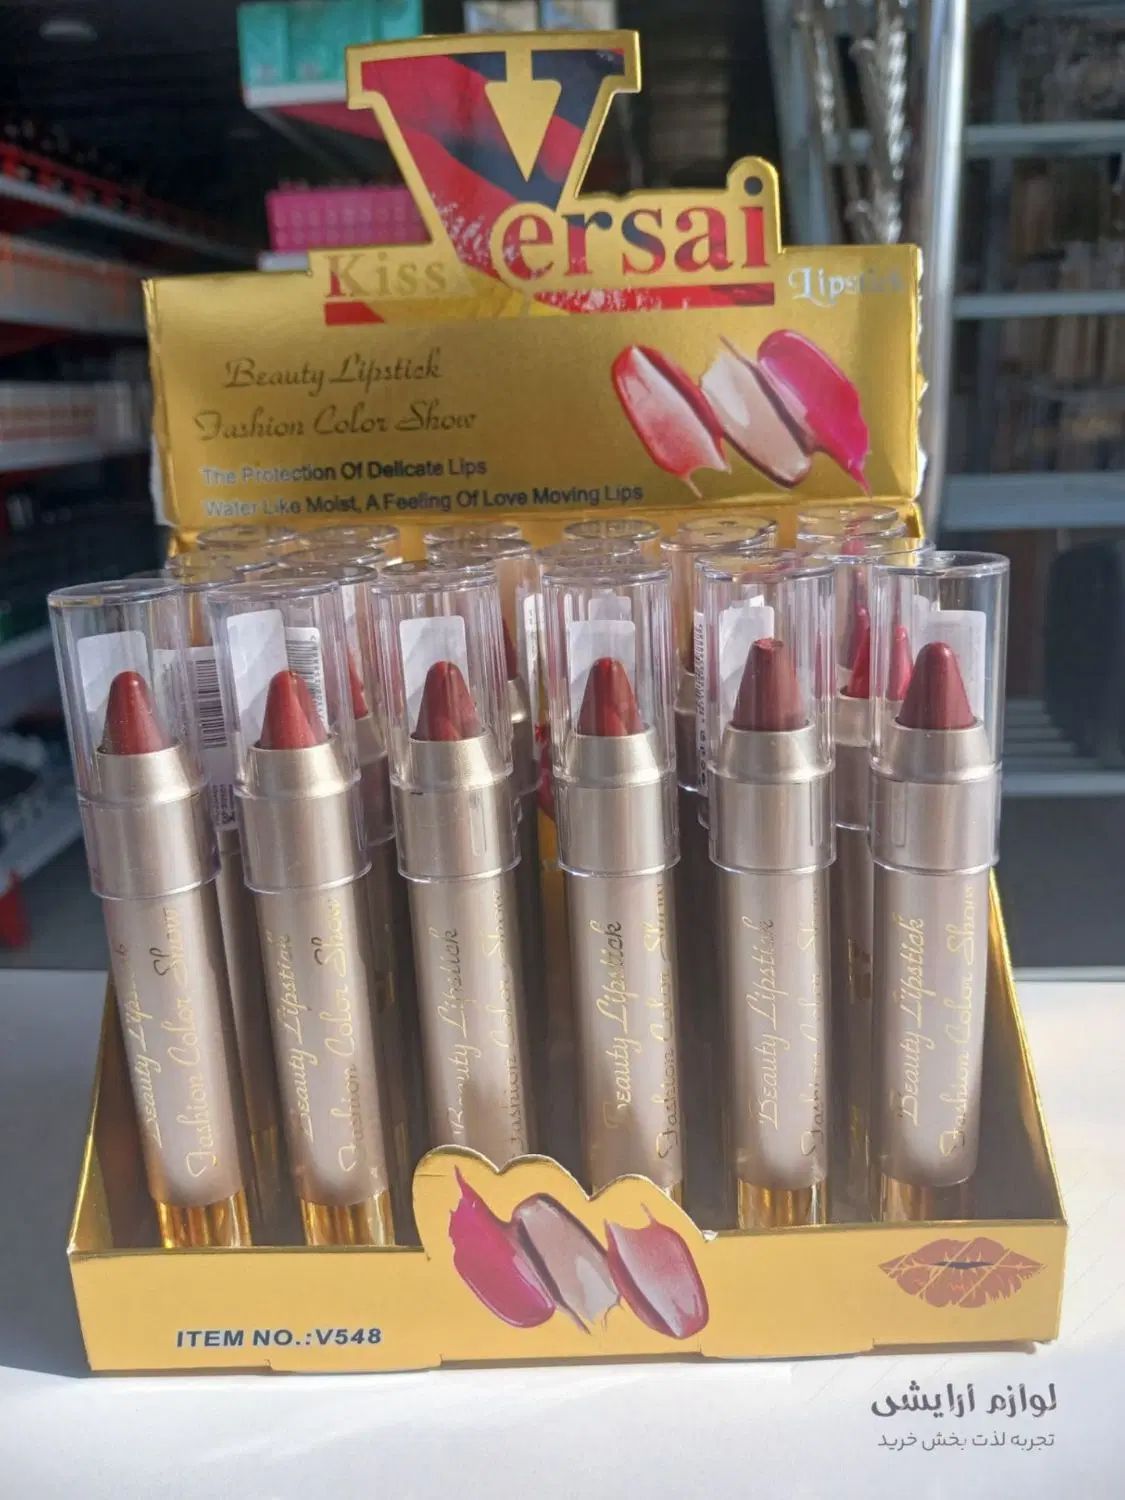 Versai
Kiss
Lipstick
Beauty Lipstick
Fashion Color Show
The Protection Of Delicate Lips
Water Like Moist, A Feeling Of Love Moving Lips
Beauty Lipstick
Fashion Color Show
Beauty Lipstick
Fashion Color Show
Beauty Lipstick
Fashion Color Show
Beauty Lipstick
Fashion Color Show
Beauty Lipstick
Fashion Color Show
Beauty Lipstick
Fashion Color Show
ITEM NO.:V548
لوازم آرایشی
تجربه لذت بخش خرید